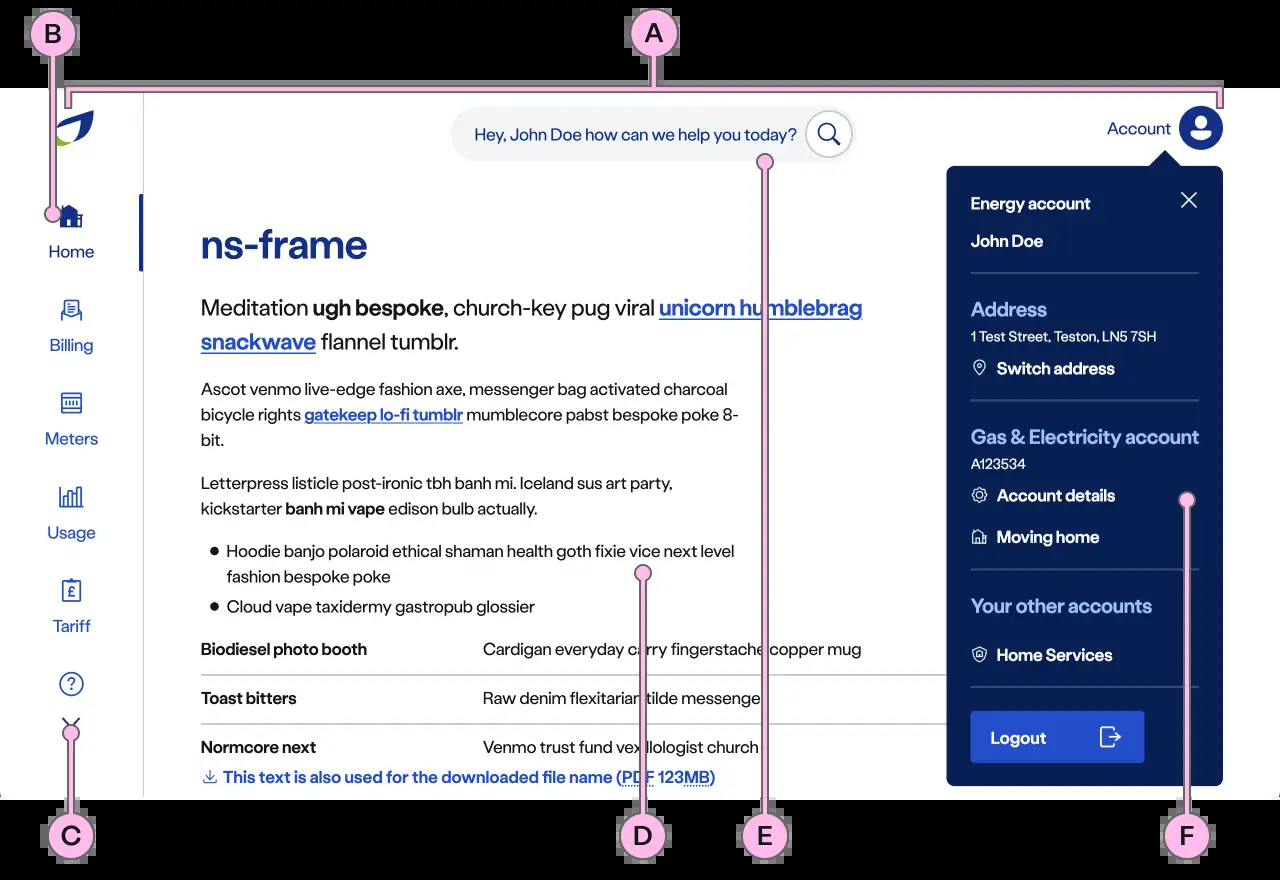 B
A
Hey, John Doe how can we help you today?
Account
Home
Billing
Meters
Usage
Tariff
?
ns-frame
Meditation ugh bespoke, church-key pug viral unicorn humblebrag
snackwave flannel tumblr.
Ascot venmo live-edge fashion axe, messenger bag activated charcoal
bicycle rights gatekeep lo-fi tumblr mumblecore pabst bespoke poke 8-
bit.
Letterpress listicle post-ironic tbh banh mi. Iceland sus art party,
kickstarter banh mi vape edison bulb actually.
● Hoodie banjo polaroid ethical shaman health goth fixie vice next level
fashion bespoke poke
● Cloud vape taxidermy gastropub glossier
Biodiesel photo booth Cardigan everyday carry fingerstache copper mug
Toast bitters Raw denim flexitarian tilde messenge
Normcore next Venmo trust fund vexillologist church
This text is also used for the downloaded file name (PDF 123MB)
Energy account
John Doe
Address
1 Test Street, Teston, LN5 7SH
Switch address
Gas & Electricity account
A123534
Account details
Moving home
Your other accounts
Home Services
Logout
C
D
E
F